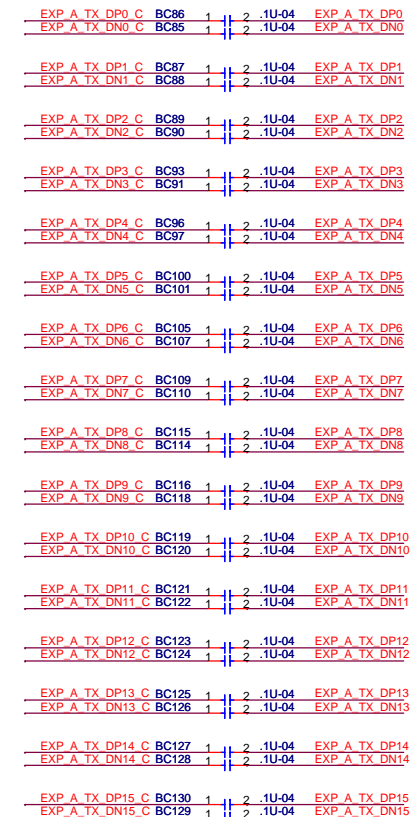 EXP_A_TX_DP0_C BC86 1 2 .1U-04 EXP_A_TX_DP0
EXP_A_TX_DN0_C BC85 1 2 .1U-04 EXP_A_TX_DN0
EXP_A_TX_DP1_C BC87 1 2 .1U-04 EXP_A_TX_DP1
EXP_A_TX_DN1_C BC88 1 2 .1U-04 EXP_A_TX_DN1
EXP_A_TX_DP2_C BC89 1 2 .1U-04 EXP_A_TX_DP2
EXP_A_TX_DN2_C BC90 1 2 .1U-04 EXP_A_TX_DN2
EXP_A_TX_DP3_C BC93 1 2 .1U-04 EXP_A_TX_DP3
EXP_A_TX_DN3_C BC91 1 2 .1U-04 EXP_A_TX_DN3
EXP_A_TX_DP4_C BC96 1 2 .1U-04 EXP_A_TX_DP4
EXP_A_TX_DN4_C BC97 1 2 .1U-04 EXP_A_TX_DN4
EXP_A_TX_DP5_C BC100 1 2 .1U-04 EXP_A_TX_DP5
EXP_A_TX_DN5_C BC101 1 2 .1U-04 EXP_A_TX_DN5
EXP_A_TX_DP6_C BC105 1 2 .1U-04 EXP_A_TX_DP6
EXP_A_TX_DN6_C BC107 1 2 .1U-04 EXP_A_TX_DN6
EXP_A_TX_DP7_C BC109 1 2 .1U-04 EXP_A_TX_DP7
EXP_A_TX_DN7_C BC110 1 2 .1U-04 EXP_A_TX_DN7
EXP_A_TX_DP8_C BC115 1 2 .1U-04 EXP_A_TX_DP8
EXP_A_TX_DN8_C BC114 1 2 .1U-04 EXP_A_TX_DN8
EXP_A_TX_DP9_C BC116 1 2 .1U-04 EXP_A_TX_DP9
EXP_A_TX_DN9_C BC118 1 2 .1U-04 EXP_A_TX_DN9
EXP_A_TX_DP10_C BC119 1 2 .1U-04 EXP_A_TX_DP10
EXP_A_TX_DN10_C BC120 1 2 .1U-04 EXP_A_TX_DN10
EXP_A_TX_DP11_C BC121 1 2 .1U-04 EXP_A_TX_DP11
EXP_A_TX_DN11_C BC122 1 2 .1U-04 EXP_A_TX_DN11
EXP_A_TX_DP12_C BC123 1 2 .1U-04 EXP_A_TX_DP12
EXP_A_TX_DN12_C BC124 1 2 .1U-04 EXP_A_TX_DN12
EXP_A_TX_DP13_C BC125 1 2 .1U-04 EXP_A_TX_DP13
EXP_A_TX_DN13_C BC126 1 2 .1U-04 EXP_A_TX_DN13
EXP_A_TX_DP14_C BC127 1 2 .1U-04 EXP_A_TX_DP14
EXP_A_TX_DN14_C BC128 1 2 .1U-04 EXP_A_TX_DN14
EXP_A_TX_DP15_C BC130 1 2 .1U-04 EXP_A_TX_DP15
EXP_A_TX_DN15_C BC129 1 2 .1U-04 EXP_A_TX_DN15